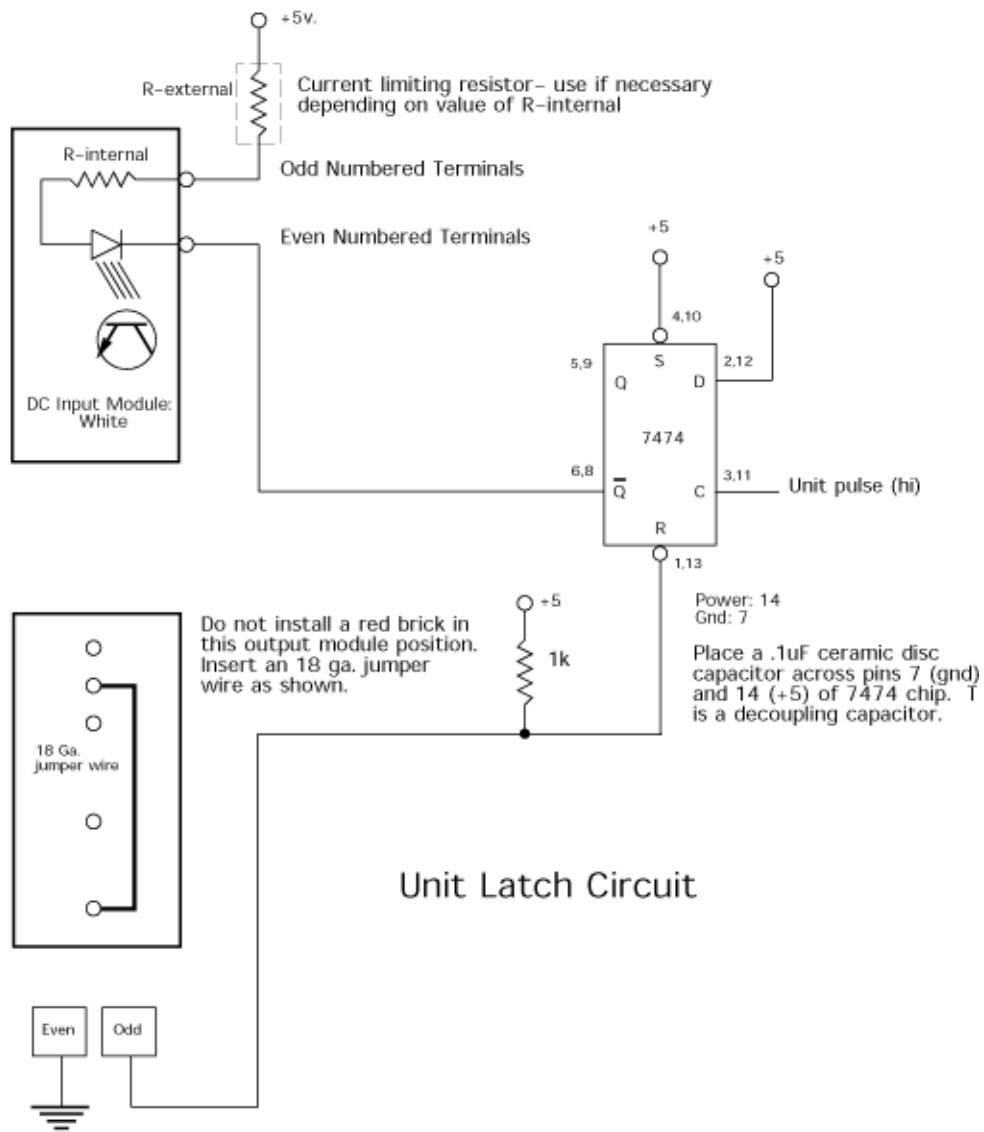 +5v.
R-external
Current limiting resistor- use if necessary
depending on value of R-internal
R-internal
Odd Numbered Terminals
Even Numbered Terminals
DC Input Module:
White
+5
+5
4,10
5,9
S
2,12
Q
D
7474
6,8
Q̅
C
3,11
Unit pulse (hi)
R
1,13
Power: 14
Gnd: 7
Place a .1uF ceramic disc
capacitor across pins 7 (gnd)
and 14 (+5) of 7474 chip. T
is a decoupling capacitor.
+5
1k
Do not install a red brick in
this output module position.
Insert an 18 ga. jumper
wire as shown.
18 Ga.
jumper wire
Unit Latch Circuit
Even
Odd